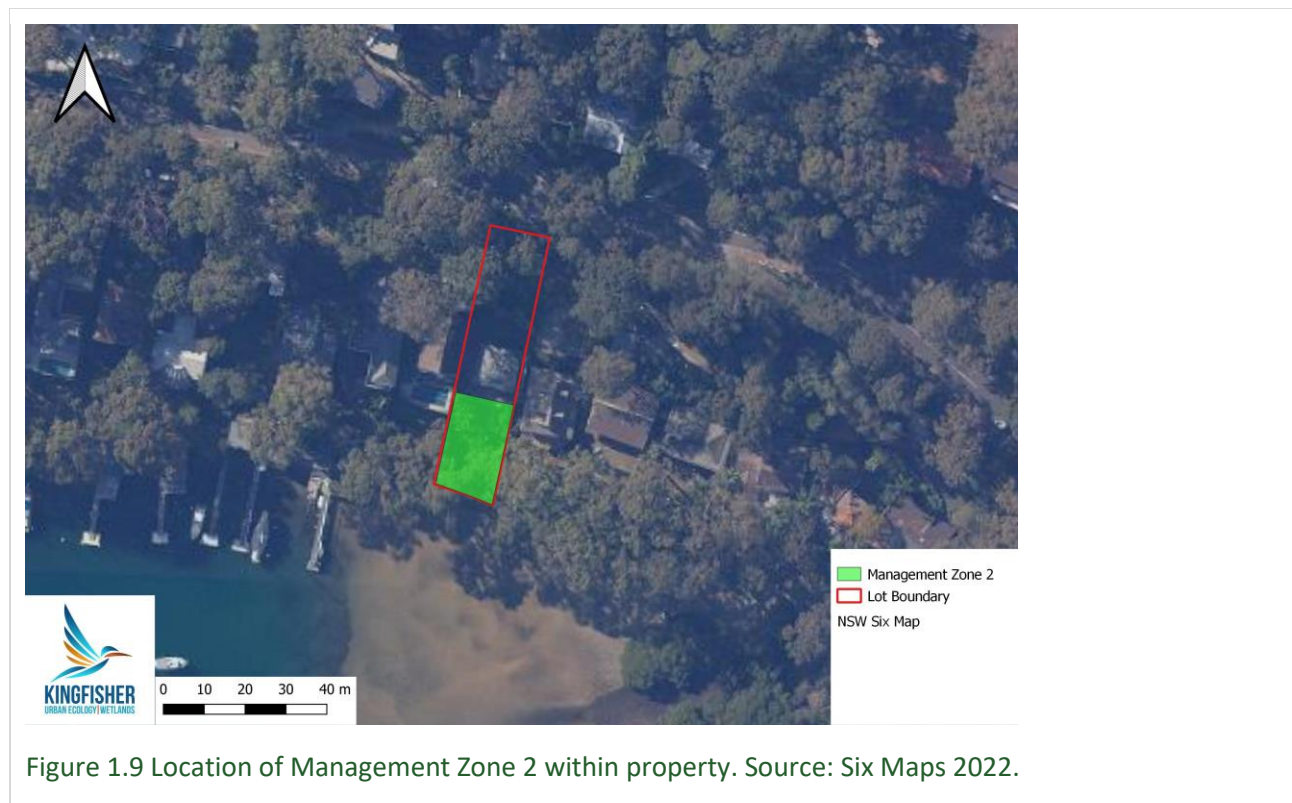 Management Zone 2
Lot Boundary
NSW Six Map
KINGFISHER
URBAN ECOLOGY|WETLANDS
0 10 20 30 40 m
Figure 1.9 Location of Management Zone 2 within property. Source: Six Maps 2022.